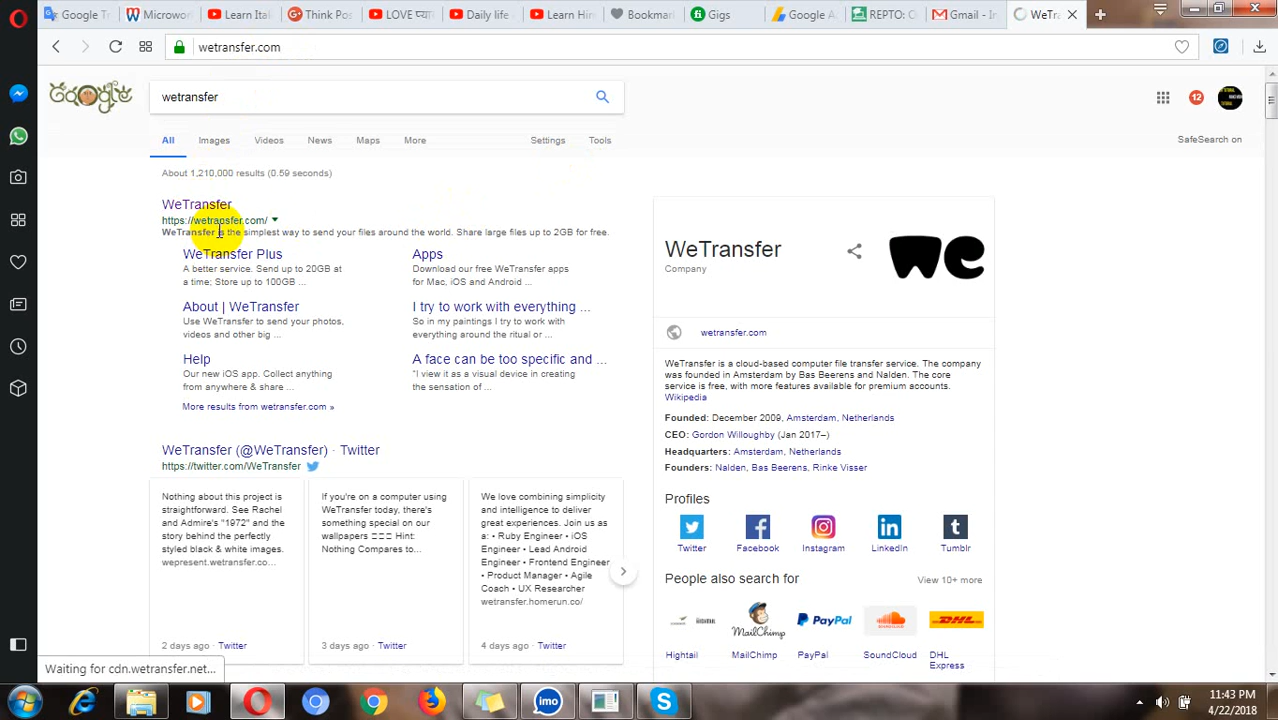 Google T
Microwor
Learn Ita
Think Po
Daily life
Learn Hi
Bookmar
Gigs
Google A
REPTO: G
Gmail - In
WeTr
wetransfer.com
Google
wetransfer
12
All
Images
Videos
News
Maps
More
Settings
Tools
SafeSearch on
About 1,210,000 results (0.59 seconds)
WeTransfer
https://wetransfer.com/
WeTransfer is the simplest way to send your files around the world. Share large files up to 2GB for free.
WeTransfer Plus
A better service. Send up to 20GB at
a time; Store up to 100GB ...
Apps
Download our free WeTransfer apps
for Mac, iOS and Android ...
About | WeTransfer
Use WeTransfer to send your photos,
videos and other big ...
I try to work with everything ...
So in my paintings I try to work with
everything around the ritual or ...
Help
Our new iOS app. Collect anything
from anywhere & share ...
A face can be too specific and ...
"I view it as a visual device in creating
the sensation of ...
More results from wetransfer.com »
WeTransfer (@WeTransfer) · Twitter
https://twitter.com/WeTransfer
Nothing about this project is
straightforward. See Rachel
and Admire's "1972" and the
story behind the perfectly
styled black & white images.
wepresent.wetransfer.co...
2 days ago · Twitter
If you're on a computer using
WeTransfer today, there's
something special on our
wallpapers □□□ Hint:
Nothing Compares to...
3 days ago · Twitter
We love combining simplicity
and intelligence to deliver
great experiences. Join us as
a: • Ruby Engineer • iOS
Engineer • Lead Android
Engineer • Frontend Engineer
• Product Manager • Agile
Coach • UX Researcher
wetransfer.homerun.co/
4 days ago · Twitter
WeTransfer
Company
we
wetransfer.com
WeTransfer is a cloud-based computer file transfer service. The company
was founded in Amsterdam by Bas Beerens and Nalden. The core
service is free, with more features available for premium accounts.
Wikipedia
Founded: December 2009, Amsterdam, Netherlands
CEO: Gordon Willoughby (Jan 2017–)
Headquarters: Amsterdam, Netherlands
Founders: Nalden, Bas Beerens, Rinke Visser
Profiles
Twitter
Facebook
Instagram
LinkedIn
Tumblr
People also search for
View 10+ more
MailChimp
PayPal
DHL
Hightail
MailChimp
PayPal
SoundCloud
DHL
Express
Waiting for cdn.wetransfer.net...
imo
11:43 PM
4/22/2018